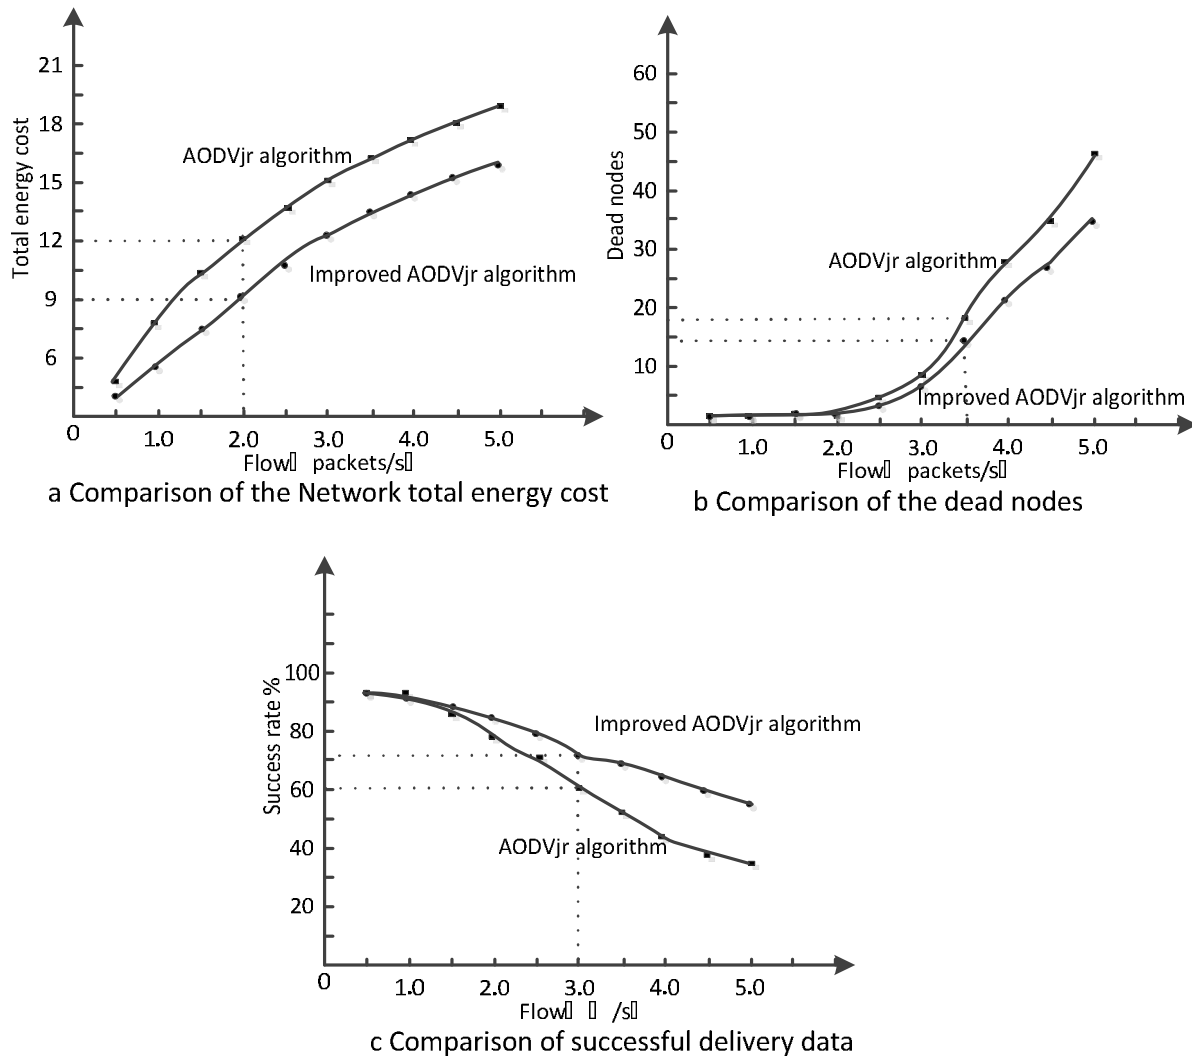 21
18
15
12
9
6
Total energy cost
AODVjr algorithm
Improved AODVjr algorithm
0 1.0 2.0 3.0 4.0 5.0
Flow▯ packets/s▯
a Comparison of the Network total energy cost
60
50
40
30
20
10
Dead nodes
AODVjr algorithm
Improved AODVjr algorithm
0 1.0 2.0 3.0 4.0 5.0
Flow▯ packets/s▯
b Comparison of the dead nodes
100
80
60
40
20
Success rate %
Improved AODVjr algorithm
AODVjr algorithm
0 1.0 2.0 3.0 4.0 5.0
Flow▯ ▯ /s▯
c Comparison of successful delivery data